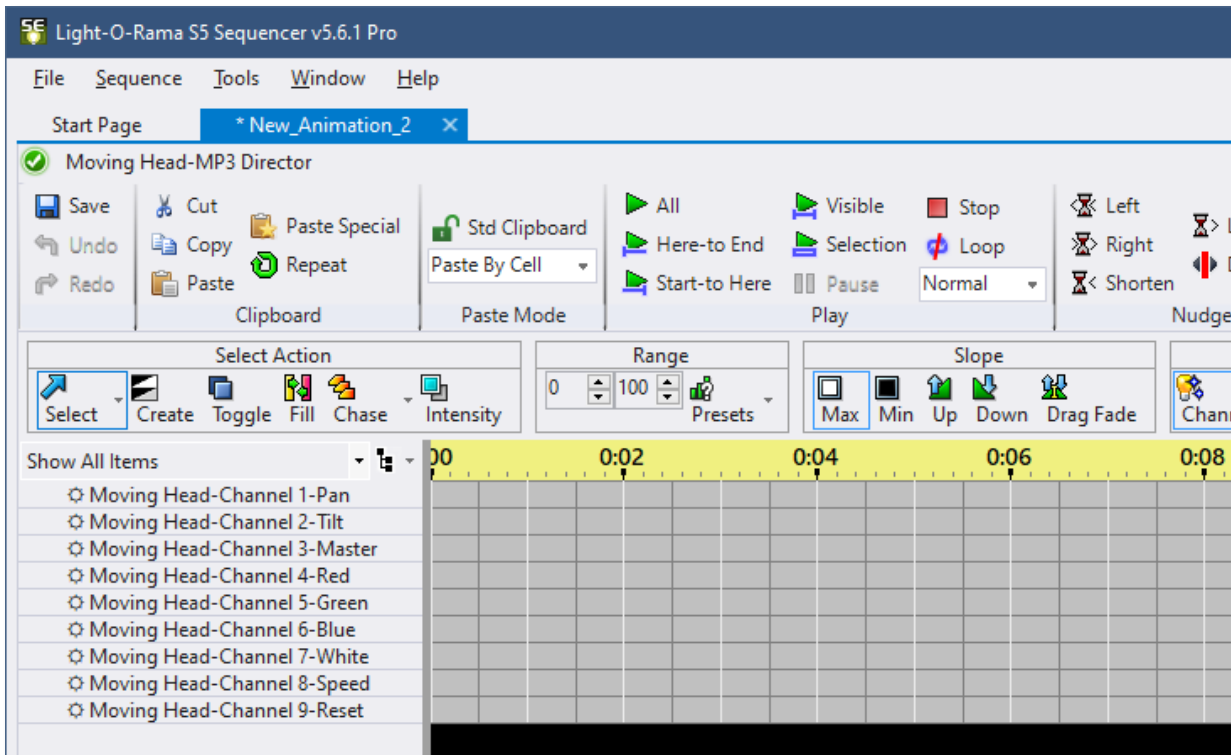 SE Light-O-Rama S5 Sequencer v5.6.1 Pro
File Sequence Tools Window Help
Start Page * New_Animation_2
Moving Head-MP3 Director
Save Cut Paste Special Std Clipboard All Visible Stop Left
Undo Copy Repeat Paste By Cell Here-to End Selection Loop Right
Redo Paste Start-to Here Pause Normal Shorten
Clipboard Paste Mode Play Nudge
Select Action Range Slope
0 100
Select Create Toggle Fill Chase Intensity Presets Max Min Up Down Drag Fade Chann
Show All Items 00 0:02 0:04 0:06 0:08
Moving Head-Channel 1-Pan
Moving Head-Channel 2-Tilt
Moving Head-Channel 3-Master
Moving Head-Channel 4-Red
Moving Head-Channel 5-Green
Moving Head-Channel 6-Blue
Moving Head-Channel 7-White
Moving Head-Channel 8-Speed
Moving Head-Channel 9-Reset